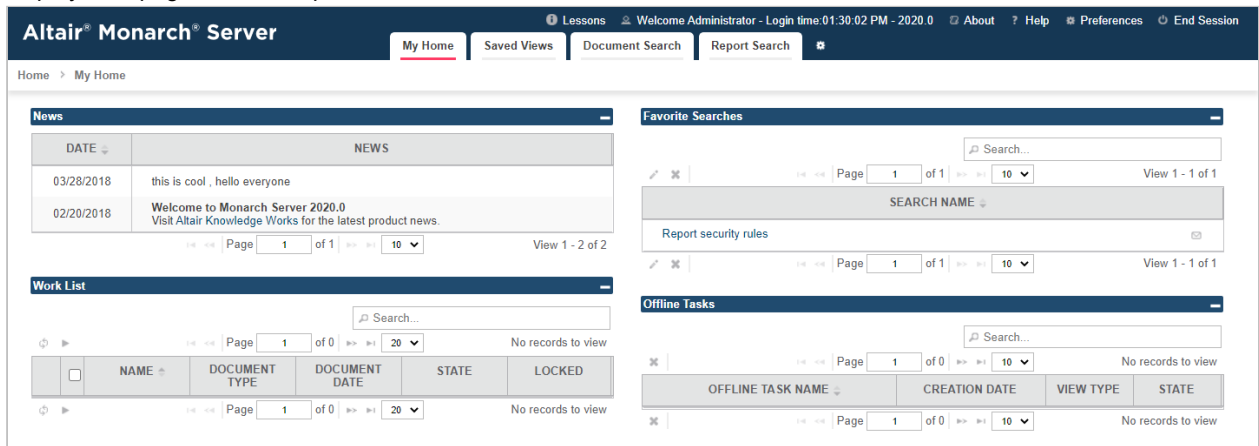 Altair® Monarch® Server
Lessons Welcome Administrator - Login time:01:30:02 PM - 2020.0 About ? Help Preferences End Session
My Home Saved Views Document Search Report Search
Home > My Home
News
DATE NEWS
03/28/2018 this is cool , hello everyone
02/20/2018 Welcome to Monarch Server 2020.0
Visit Altair Knowledge Works for the latest product news.
Page 1 of 1 10 View 1 - 2 of 2
Work List
Search...
Page 1 of 0 20 No records to view
NAME DOCUMENT TYPE DOCUMENT DATE STATE LOCKED
Page 1 of 0 20 No records to view
Favorite Searches
Search...
Page 1 of 1 10 View 1 - 1 of 1
SEARCH NAME
Report security rules
Page 1 of 1 10 View 1 - 1 of 1
Offline Tasks
Search...
Page 1 of 0 10 No records to view
OFFLINE TASK NAME CREATION DATE VIEW TYPE STATE
Page 1 of 0 10 No records to view